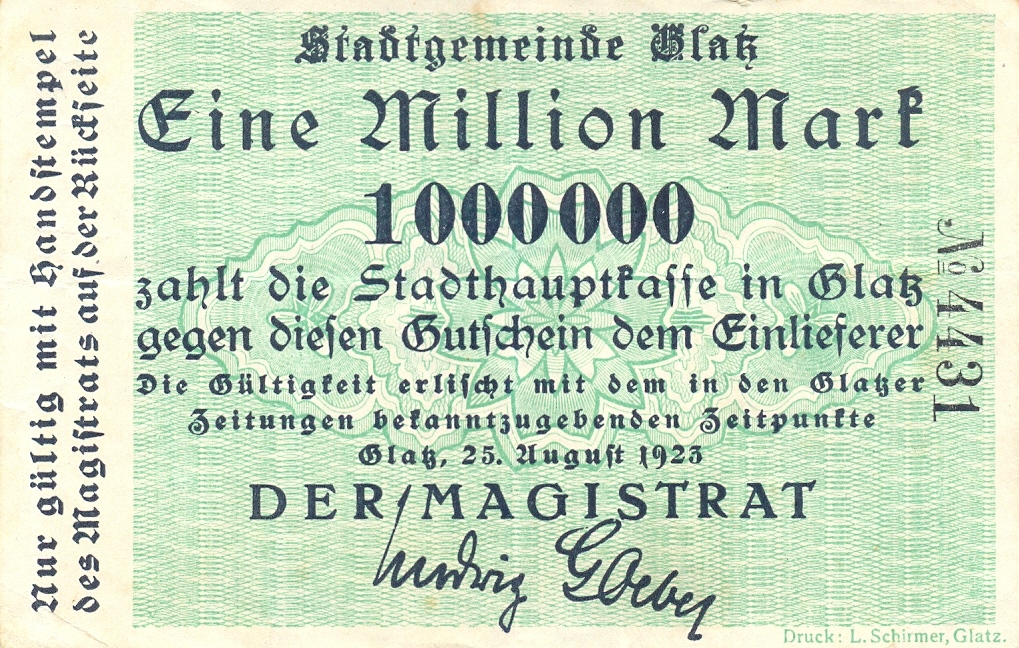 Stadtgemeinde Glatz
Eine Million Mark
1000000
zahlt die Stadthauptkasse in Glatz
gegen diesen Gutschein dem Einlieferer
Die Gültigkeit erlischt mit dem in den Glatzer
Zeitungen bekanntzugebenden Zeitpunkte
Glatz, 25. August 1923
DER MAGISTRAT
Ludwig
Druck: L. Schirmer, Glatz.
Nur gültig mit Handstempel
des Magistrats auf der Rückseite
№ 44431